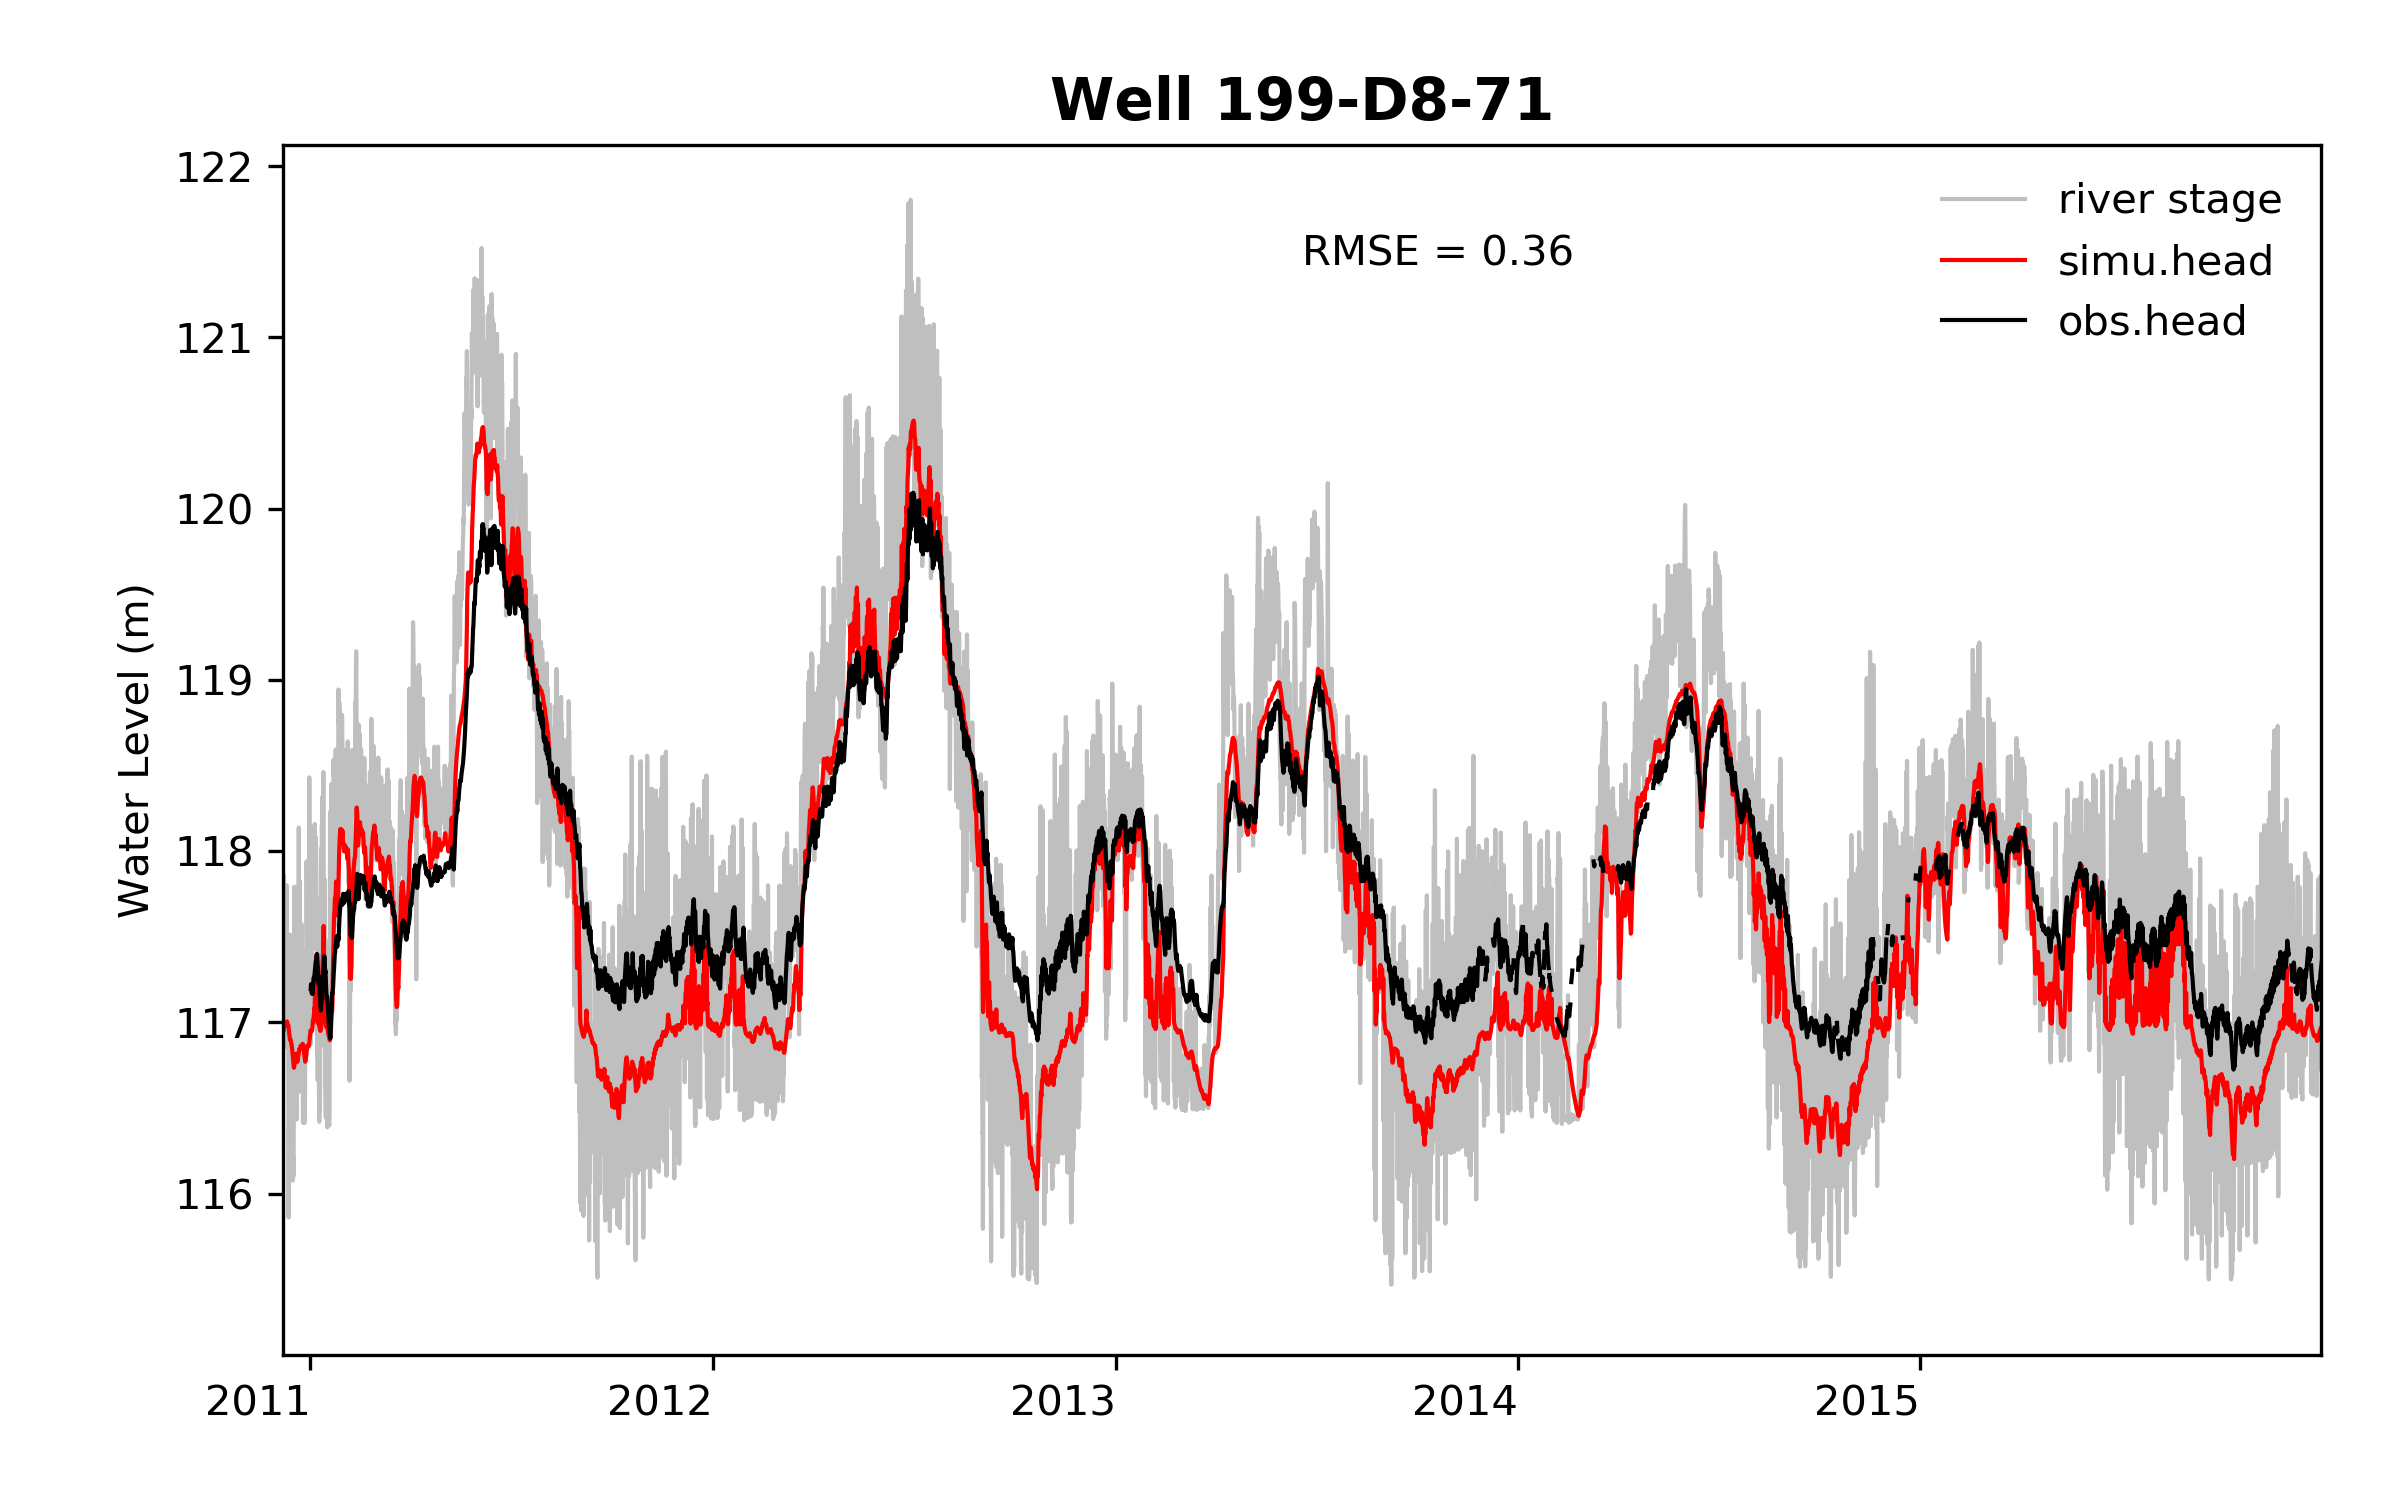 Well 199-D8-71
122
121
120
119
118
117
116
Water Level (m)
RMSE = 0.36
river stage
simu.head
obs.head
2011
2012
2013
2014
2015